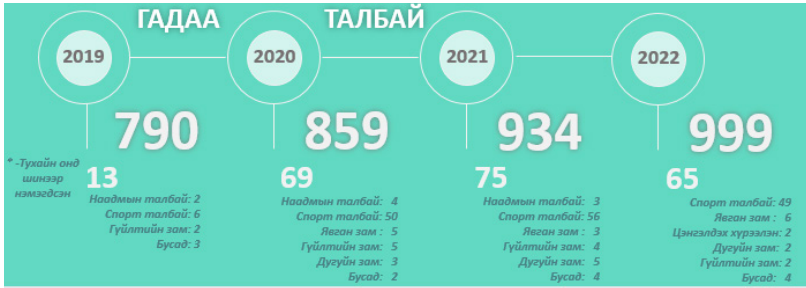 ГАДАА ТАЛБАЙ
2019
2020
2021
2022
790
859
934
999
* -Тухайн онд
шинээр
нэмэгдсэн
13
Наадмын талбай: 2
Спорт талбай: 6
Гүйлтийн зам: 2
Бусад: 3
69
Наадмын талбай: 4
Спорт талбай: 50
Явган зам : 5
Гүйлтийн зам: 5
Дугуйн зам: 3
Бусад: 2
75
Наадмын талбай: 3
Спорт талбай: 56
Явган зам : 3
Гүйлтийн зам: 4
Дугуйн зам: 5
Бусад: 4
65
Спорт талбай: 49
Явган зам : 6
Цэнгэлдэх хүрээлэн: 2
Дугуйн зам: 2
Гүйлтийн зам: 2
Бусад: 4